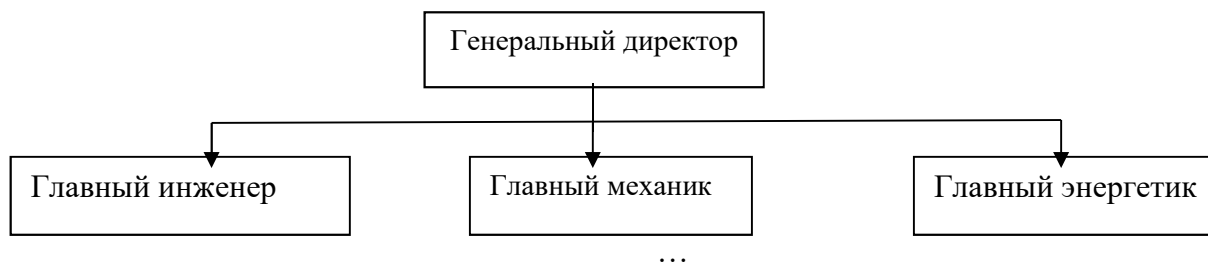 Генеральный директор
Главный инженер
Главный механик
Главный энергетик
…